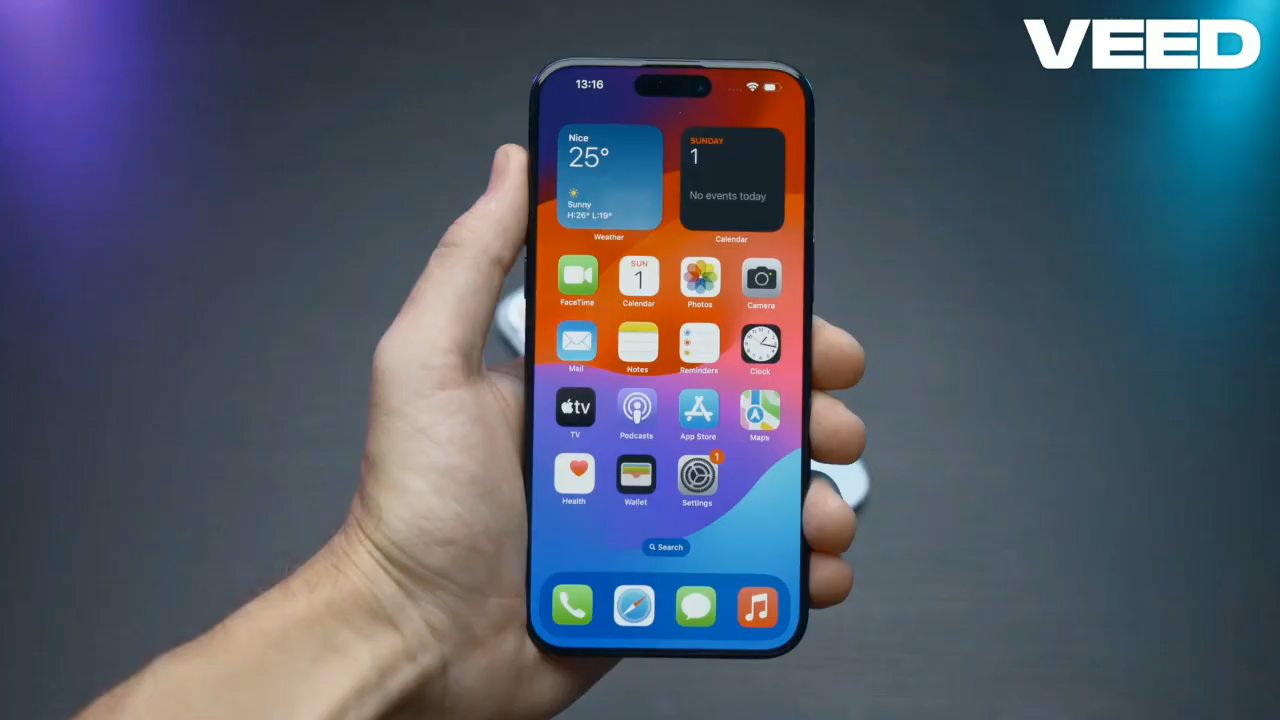 VEED
13:16
Nice
25°
Sunny
H:26° L:19°
Weather
SUNDAY
1
No events today
Calendar
FaceTime
SUN
1
Calendar
Photos
Camera
Mail
Notes
Reminders
Clock
tv
TV
Podcasts
App Store
Maps
Health
Wallet
1
Settings
Search